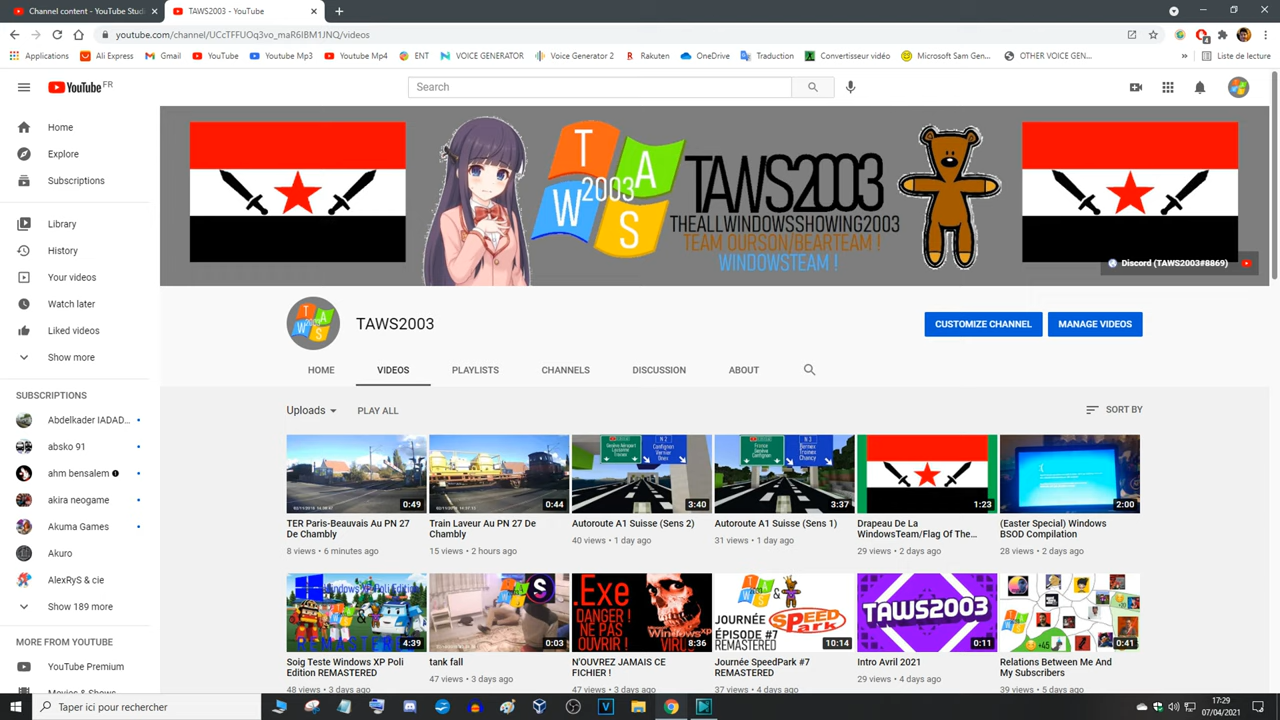 Channel content - YouTube Studi
TAWS2003 - YouTube
youtube.com/channel/UCcTFFUOq3vo_maR6IBM1JNQ/videos
Applications
Ali Express
Gmail
YouTube
Youtube Mp3
Youtube Mp4
ENT
VOICE GENERATOR
Voice Generator 2
Rakuten
OneDrive
Traduction
Convertisseur vidéo
Microsoft Sam Gen...
OTHER VOICE GEN...
»
Liste de lecture
YouTube FR
Search
Home
Explore
Subscriptions
Library
History
Your videos
Watch later
Liked videos
Show more
SUBSCRIPTIONS
Abdelkader IADAD...
absko 91
ahm bensalem
akira neogame
Akuma Games
Akuro
AlexRyS & cie
Show 189 more
MORE FROM YOUTUBE
YouTube Premium
Movies & Shows
T
A
2003
W
S
TAWS2003
THEALLWINDOWSSHOWING2003
TEAM OURSON/BEARTEAM !
WINDOWSTEAM !
Discord (TAWS2003#8869)
TAWS2003
CUSTOMIZE CHANNEL
MANAGE VIDEOS
HOME
VIDEOS
PLAYLISTS
CHANNELS
DISCUSSION
ABOUT
Uploads
PLAY ALL
SORT BY
0:49
TER Paris-Beauvais Au PN 27
De Chambly
8 views • 6 minutes ago
0:44
Train Laveur Au PN 27 De
Chambly
15 views • 2 hours ago
3:40
Autoroute A1 Suisse (Sens 2)
40 views • 1 day ago
3:37
Autoroute A1 Suisse (Sens 1)
31 views • 1 day ago
1:23
Drapeau De La
WindowsTeam/Flag Of The...
29 views • 2 days ago
2:00
(Easter Special) Windows
BSOD Compilation
28 views • 2 days ago
REMASTERED
4:39
Soig Teste Windows XP Poli
Edition REMASTERED
48 views • 3 days ago
S
0:03
tank fall
47 views • 3 days ago
.Exe
DANGER !
NE PAS
OUVRIR !
8:36
N'OUVREZ JAMAIS CE
FICHIER !
47 views • 3 days ago
&
JOURNÉE SPEED Park
ÉPISODE #7
REMASTERED
10:14
Journée SpeedPark #7
REMASTERED
37 views • 4 days ago
TAWS2003
0:11
Intro Avril 2021
29 views • 4 days ago
+45
0:41
Relations Between Me And
My Subscribers
39 views • 5 days ago
Taper ici pour rechercher
17:29
07/04/2021